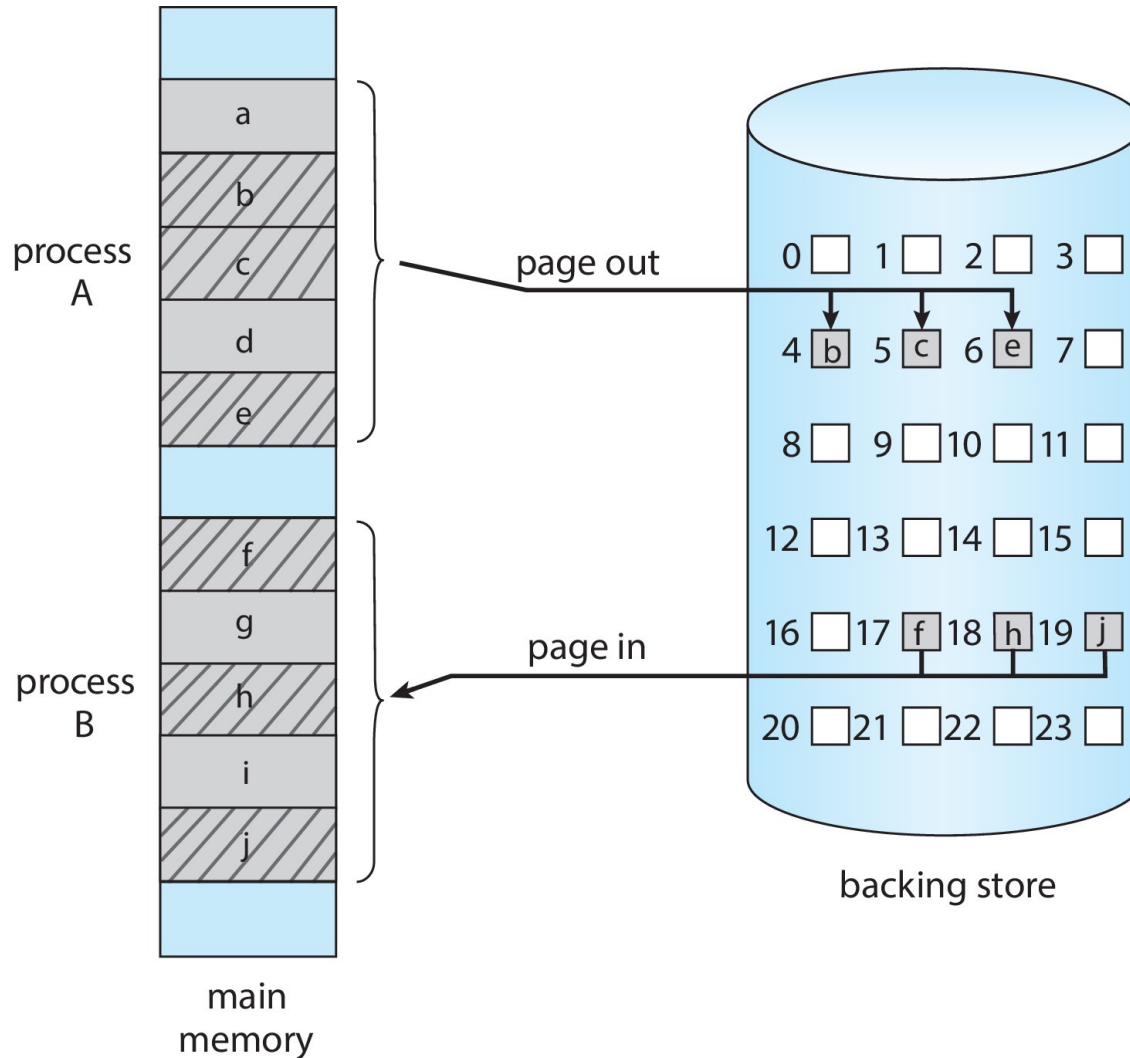 a
b
c
d
e
process
A
f
g
h
i
j
process
B
main
memory
page out
page in
0 1 2 3
4 b 5 c 6 e 7
8 9 10 11
12 13 14 15
16 17 f 18 h 19 j
20 21 22 23
backing store